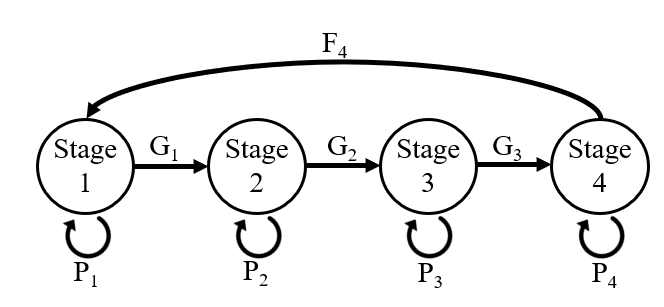 F₄
Stage 1
G₁
Stage 2
G₂
Stage 3
G₃
Stage 4
P₁
P₂
P₃
P₄